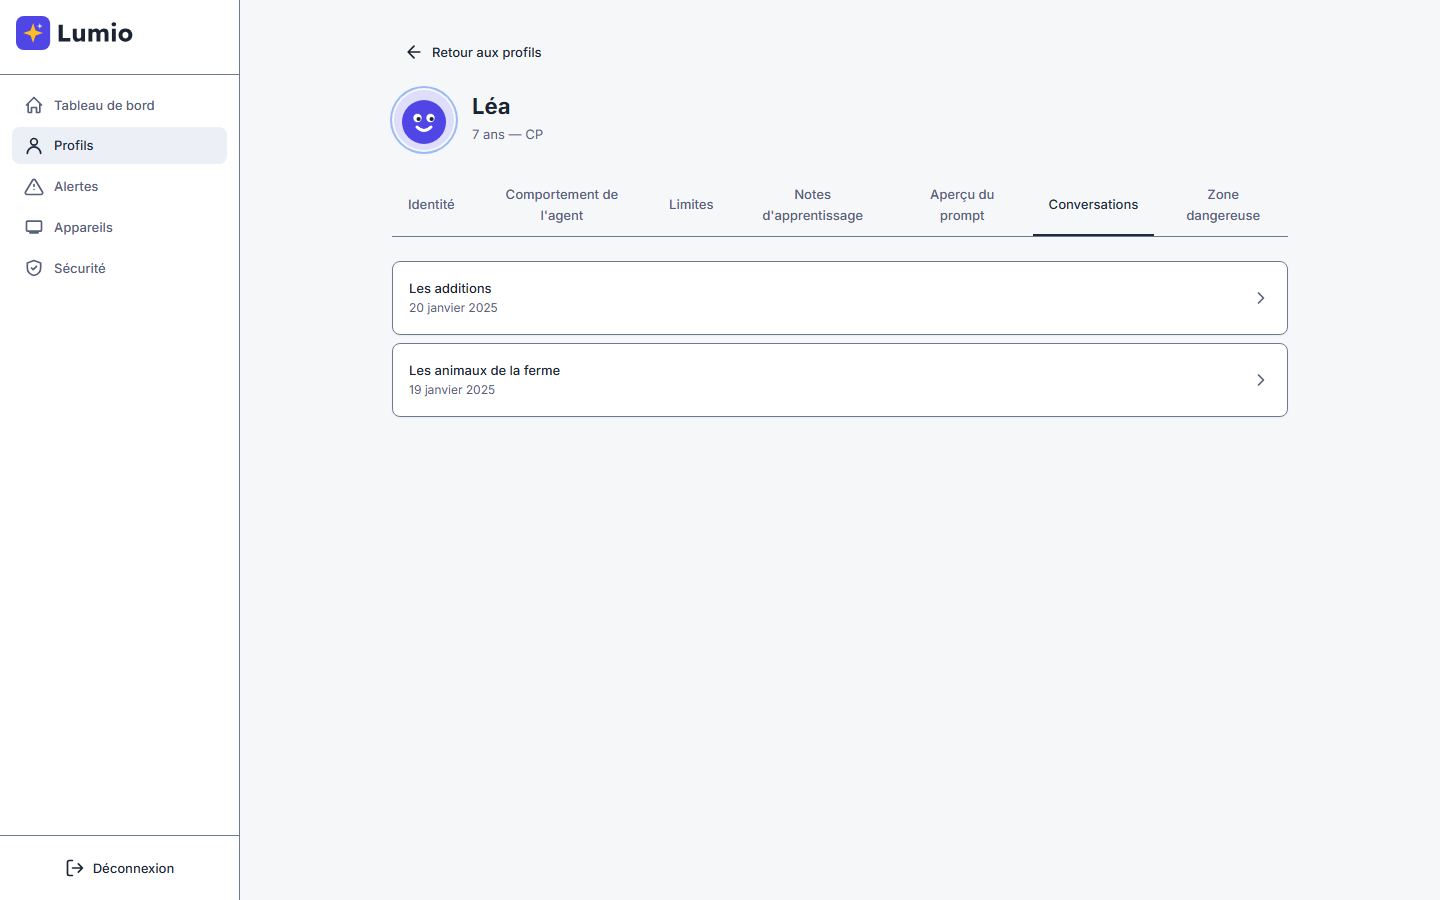 Lumio
Tableau de bord
Profils
Alertes
Appareils
Sécurité
Déconnexion
Retour aux profils
Léa
7 ans — CP
Identité
Comportement de
l'agent
Limites
Notes
d'apprentissage
Aperçu du
prompt
Conversations
Zone
dangereuse
Les additions
20 janvier 2025
Les animaux de la ferme
19 janvier 2025